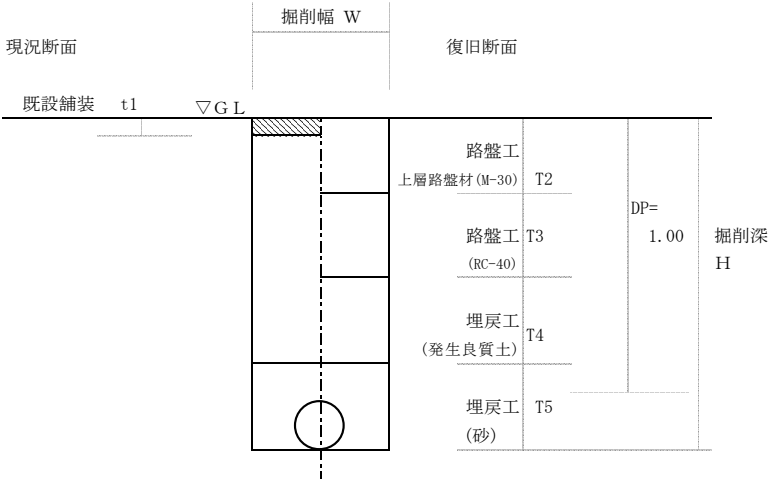 掘削幅 W
現況断面
復旧断面
既設舗装 t1
▽GL
路盤工
上層路盤材(M-30) T2
DP=
1.00
路盤工 T3
(RC-40)
掘削深
H
埋戻工
(発生良質土) T4
埋戻工 T5
(砂)